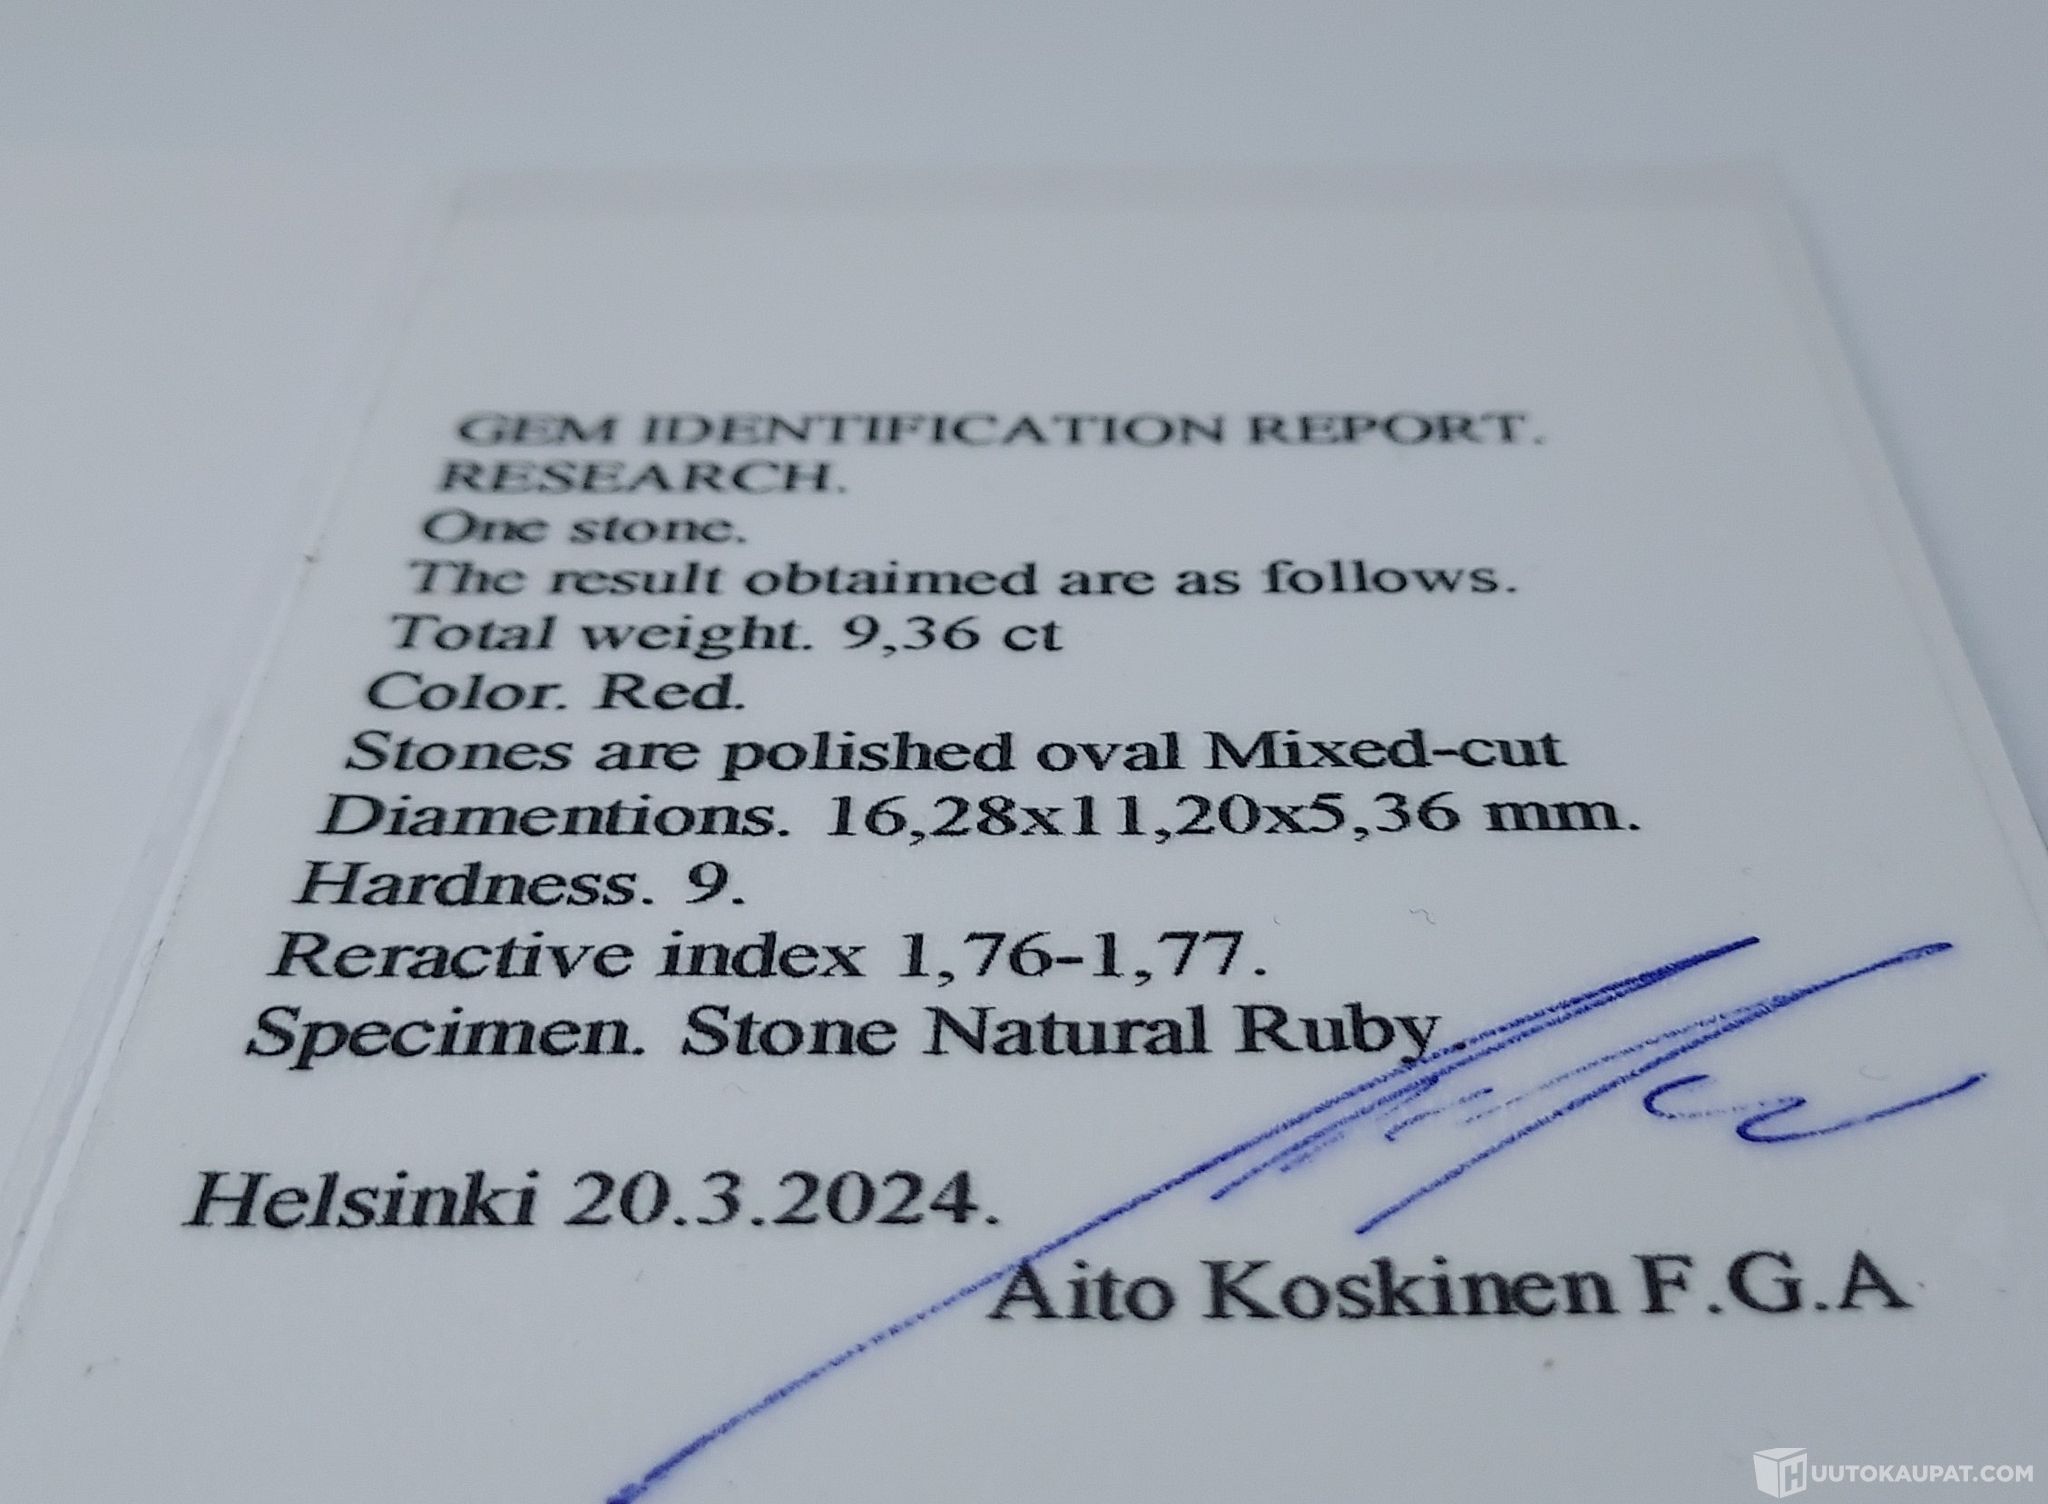 GEM IDENTIFICATION REPORT.
RESEARCH.
One stone.
The result obtaimed are as follows.
Total weight. 9,36 ct
Color. Red.
Stones are polished oval Mixed-cut
Diamentions. 16,28x11,20x5,36 mm.
Hardness. 9.
Reractive index 1,76-1,77.
Specimen. Stone Natural Ruby.
Helsinki 20.3.2024.
Aito Koskinen F.G.A
HUUTOKAUPAT.COM